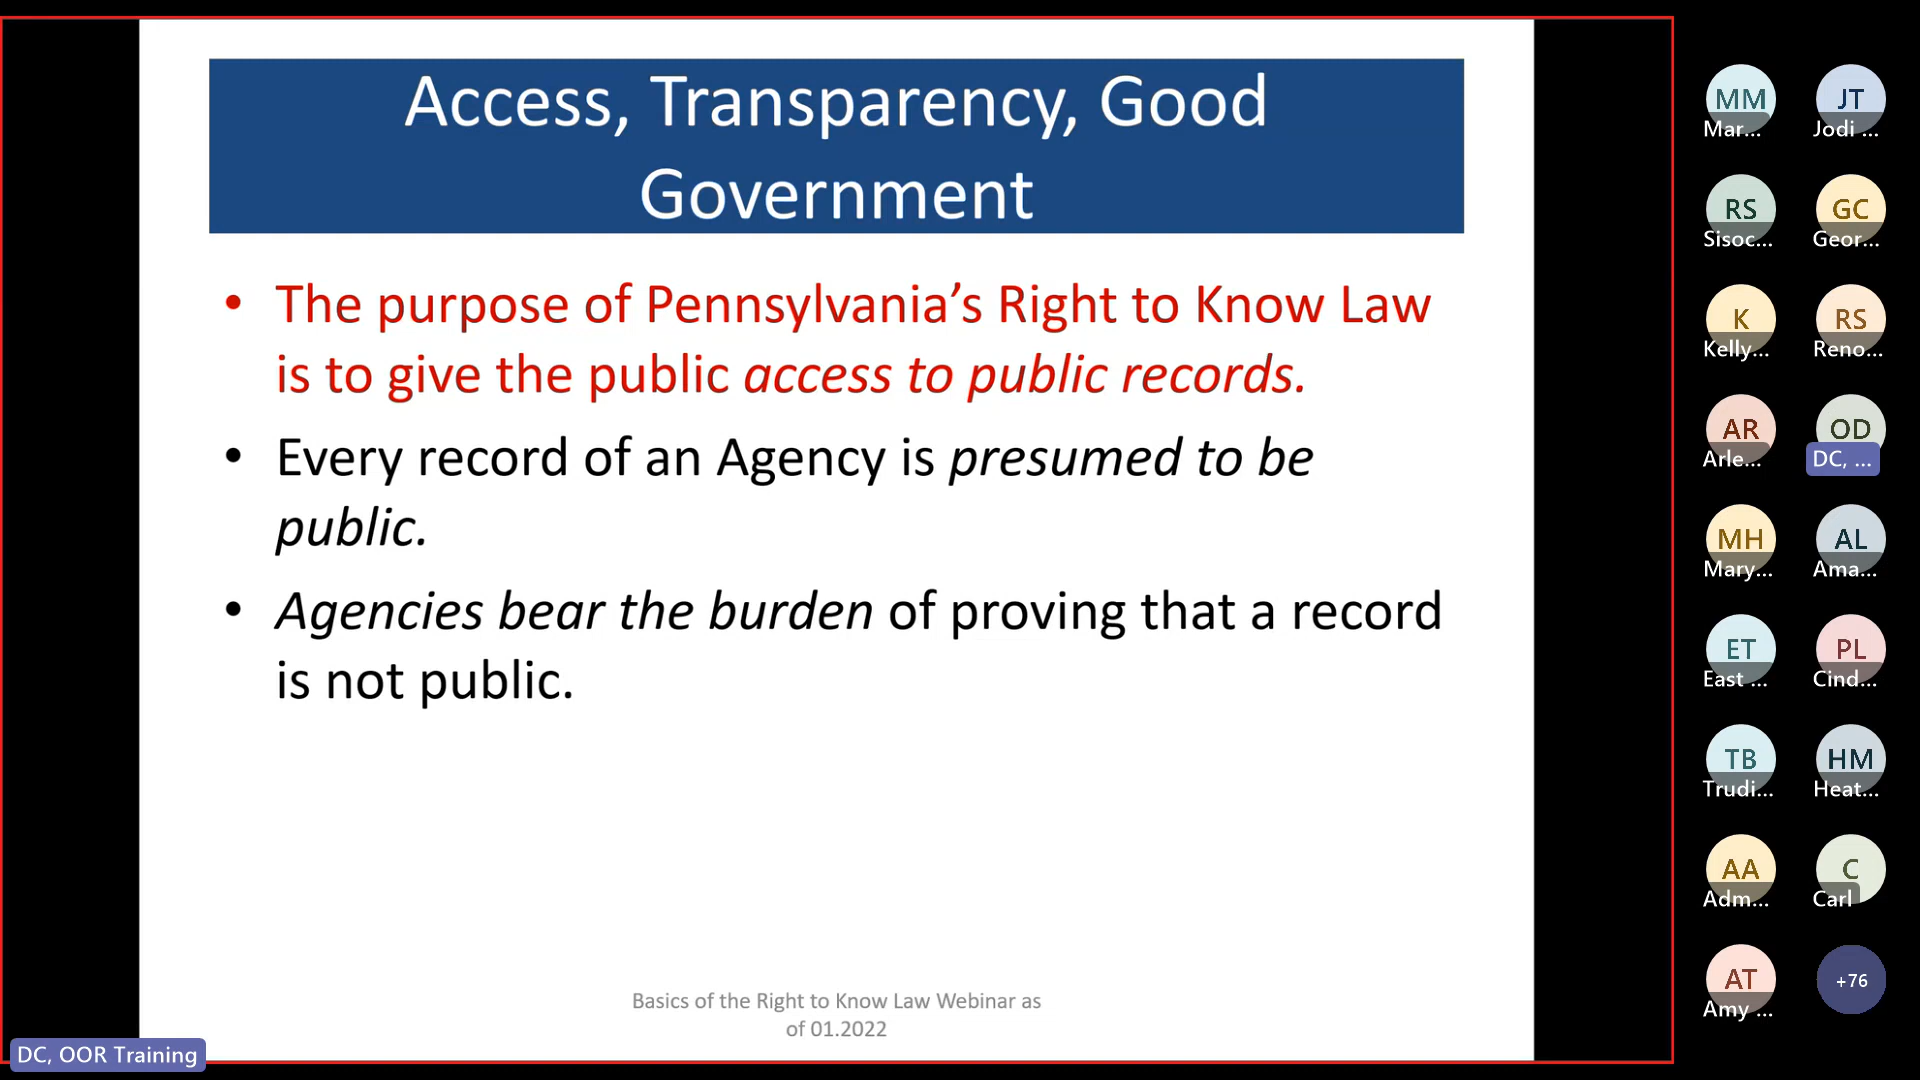 Access, Transparency, Good
Government
• The purpose of Pennsylvania’s Right to Know Law
is to give the public access to public records.
• Every record of an Agency is presumed to be
public.
• Agencies bear the burden of proving that a record
is not public.
Basics of the Right to Know Law Webinar as
of 01.2022
DC, OOR Training
MM
Mar...
JT
Jodi ...
RS
Sisoc...
GC
Geor...
K
Kelly...
RS
Reno...
AR
Arle...
OD
DC, ...
MH
Mary...
AL
Ama...
ET
East ...
PL
Cind...
TB
Trudi...
HM
Heat...
AA
Adm...
C
Carl
AT
Amy ...
+76